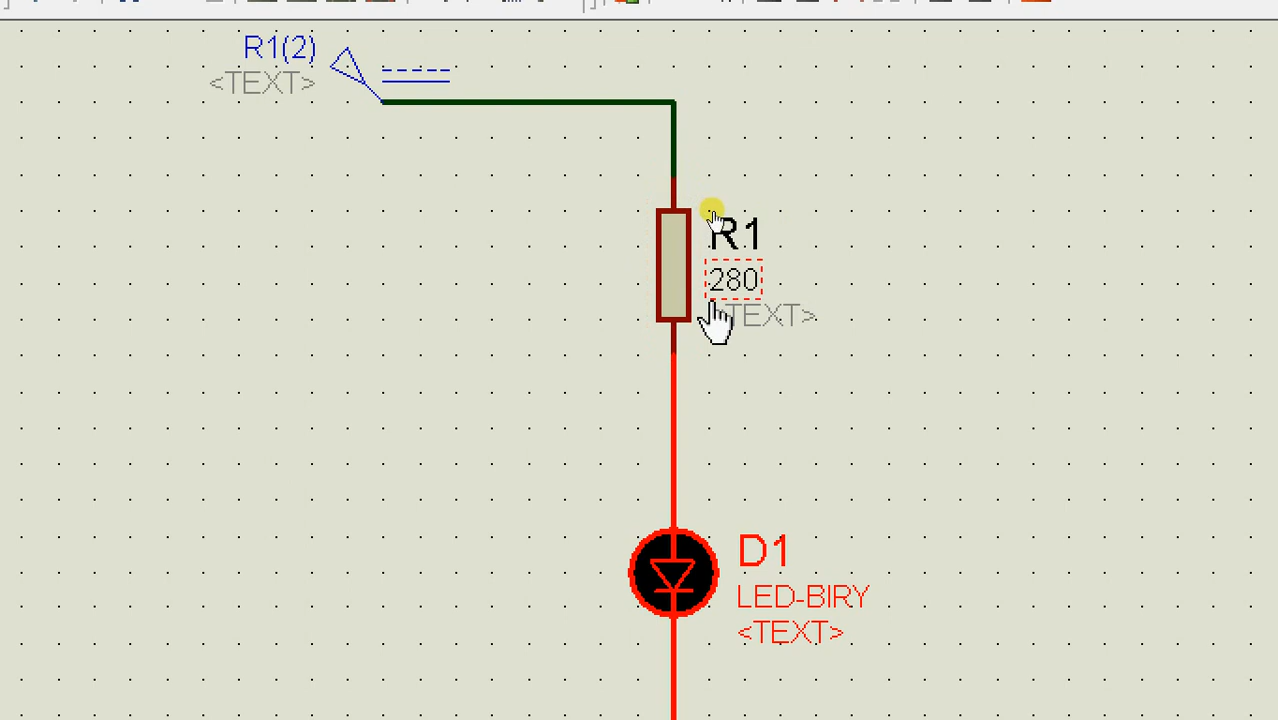 R1(2)
<TEXT>
R1
280
TEXT>
D1
LED-BIRY
<TEXT>